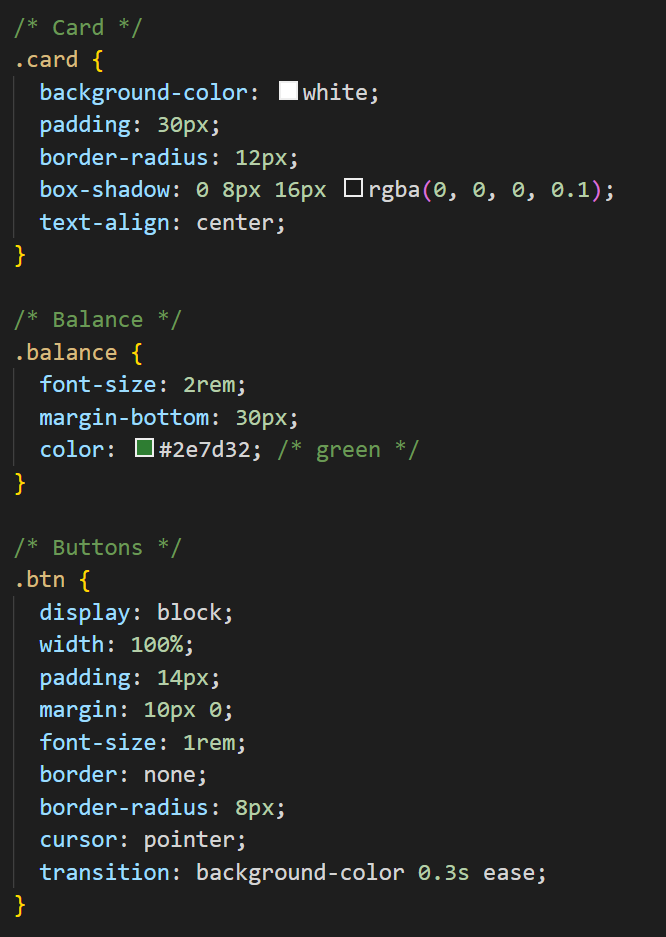 /* Card */
.card {
  background-color: white;
  padding: 30px;
  border-radius: 12px;
  box-shadow: 0 8px 16px rgba(0, 0, 0, 0.1);
  text-align: center;
}

/* Balance */
.balance {
  font-size: 2rem;
  margin-bottom: 30px;
  color: #2e7d32; /* green */
}

/* Buttons */
.btn {
  display: block;
  width: 100%;
  padding: 14px;
  margin: 10px 0;
  font-size: 1rem;
  border: none;
  border-radius: 8px;
  cursor: pointer;
  transition: background-color 0.3s ease;
}